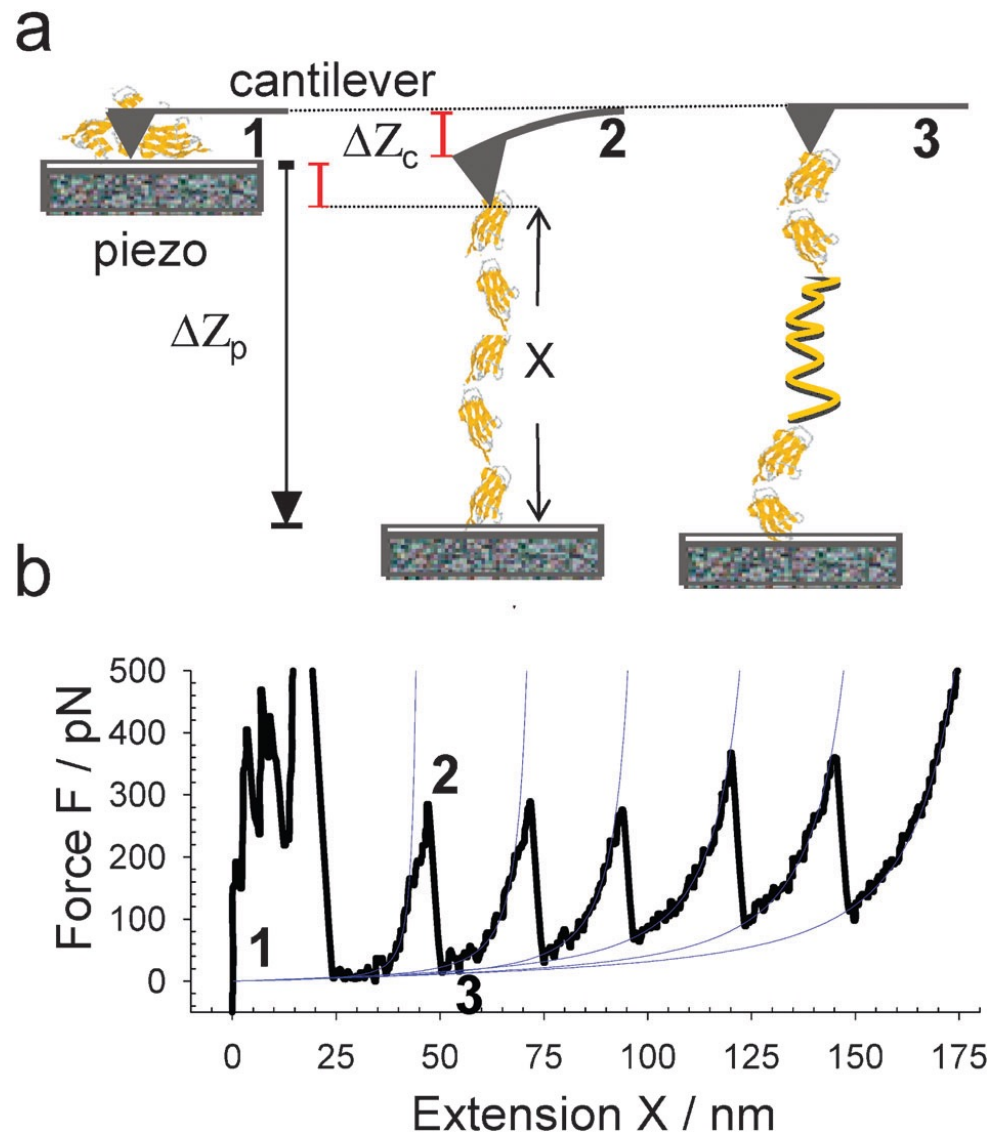 a
cantilever
1
ΔZc
2
3
piezo
ΔZp
X
b
Force F / pN
500
400
300
200
100
0
1
2
3
0 25 50 75 100 125 150 175
Extension X / nm